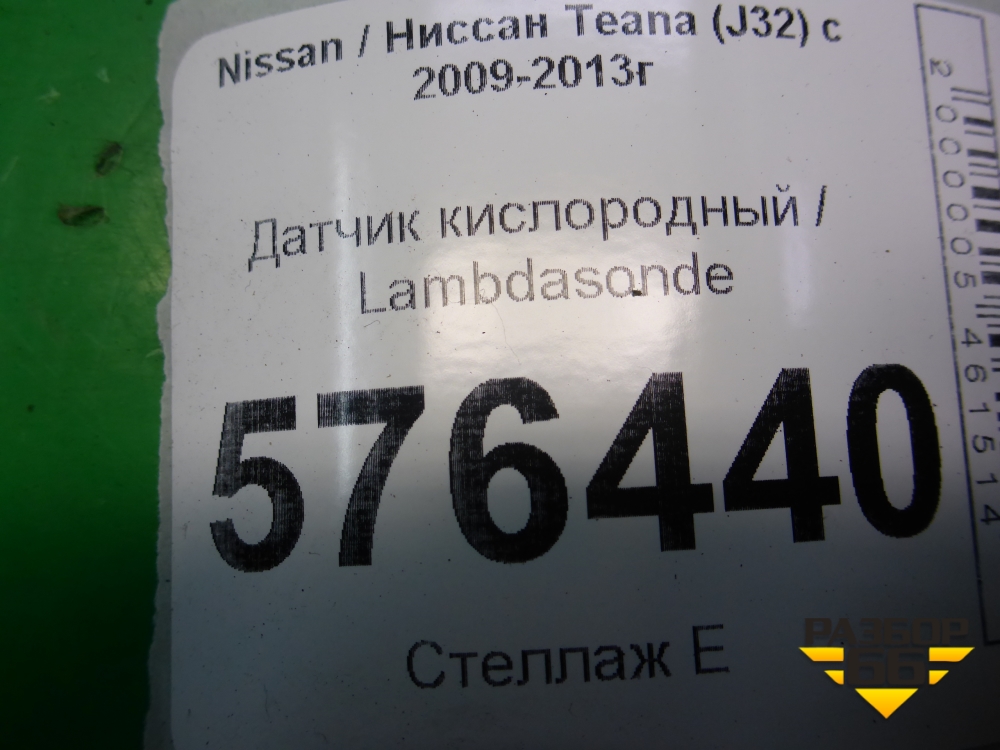 Nissan / Ниссан Teana (J32) с
2009-2013г
Датчик кислородный /
Lambdasonde
576440
Стеллаж E
2000005461514
РАЗБОР
66